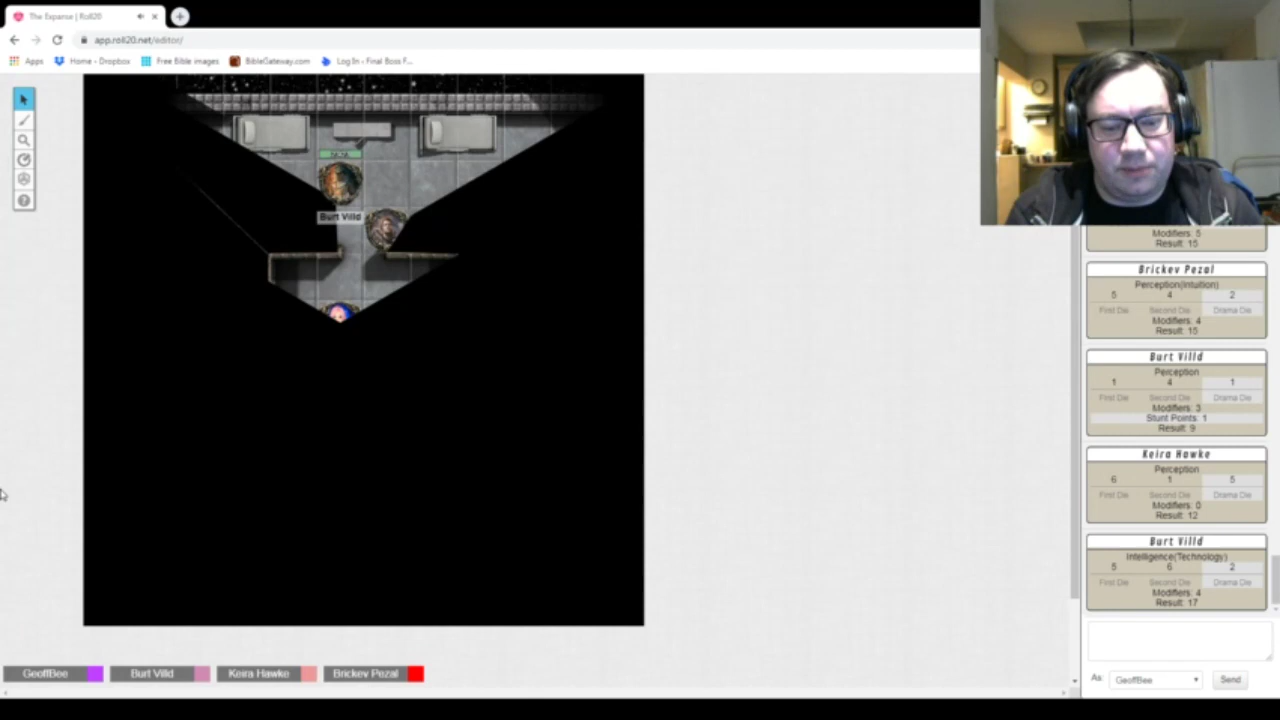 The Expanse | Roll20
app.roll20.net/editor/
Apps Home - Dropbox Free Bible images BibleGateway.com Log In - Final Boss F...
Burt Villd
Modifiers: 5
Result: 15
Brickev Pezal
Perception(Intuition)
5 4 2
First Die Second Die Drama Die
Modifiers: 4
Result: 15
Burt Villd
Perception
1 4 1
First Die Second Die Drama Die
Modifiers: 3
Stunt Points: 1
Result: 9
Keira Hawke
Perception
6 1 5
First Die Second Die Drama Die
Modifiers: 0
Result: 12
Burt Villd
Intelligence(Technology)
5 6 2
First Die Second Die Drama Die
Modifiers: 4
Result: 17
As: GeoffBee Send
GeoffBee Burt Villd Keira Hawke Brickev Pezal